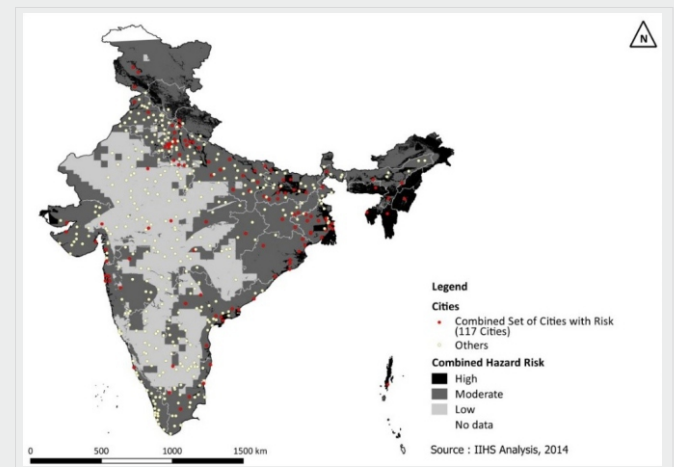 N
Legend
Cities
Combined Set of Cities with Risk
(117 Cities)
Others
Combined Hazard Risk
High
Moderate
Low
No data
0 500 1000 1500 km
Source : IIHS Analysis, 2014